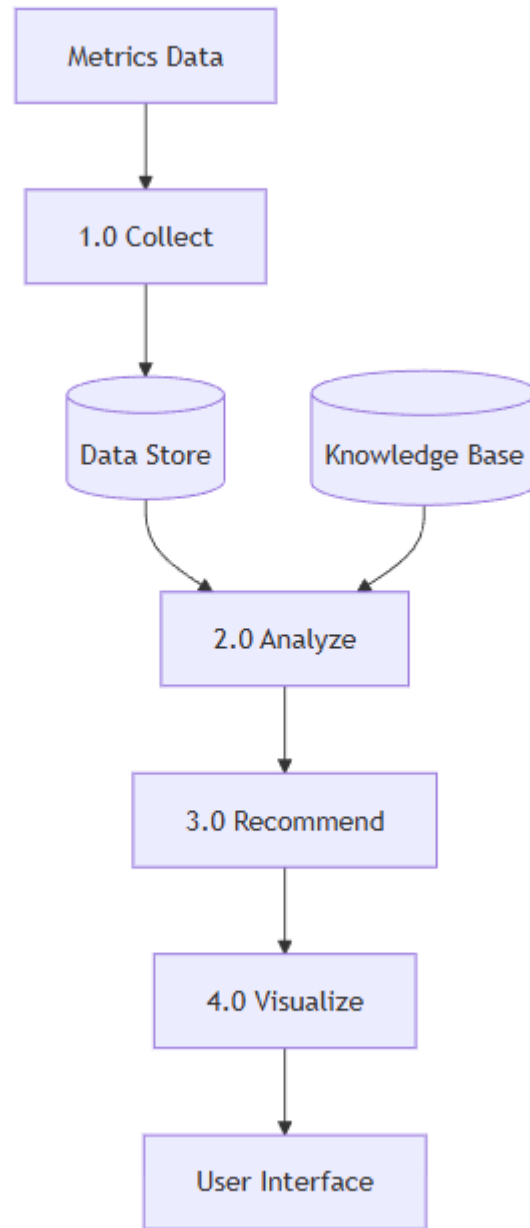 Metrics Data
1.0 Collect
Data Store
Knowledge Base
2.0 Analyze
3.0 Recommend
4.0 Visualize
User Interface